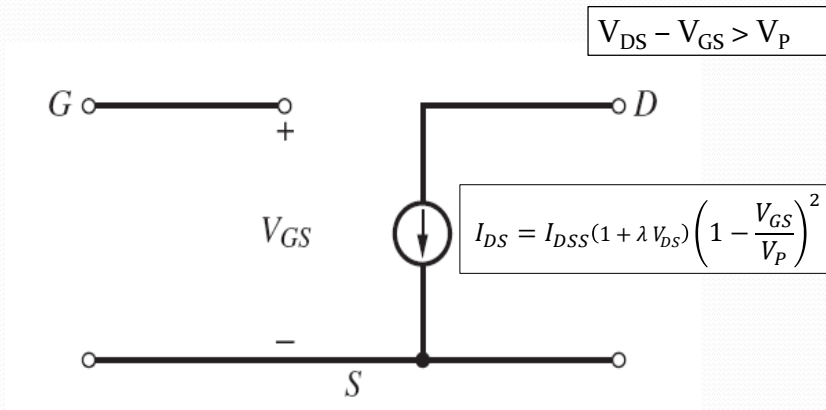 V_DS – V_GS > V_P
G
D
+
V_GS
I_DS = I_DSS(1 + λ V_DS)(1 − V_GS/V_P)^2
−
S